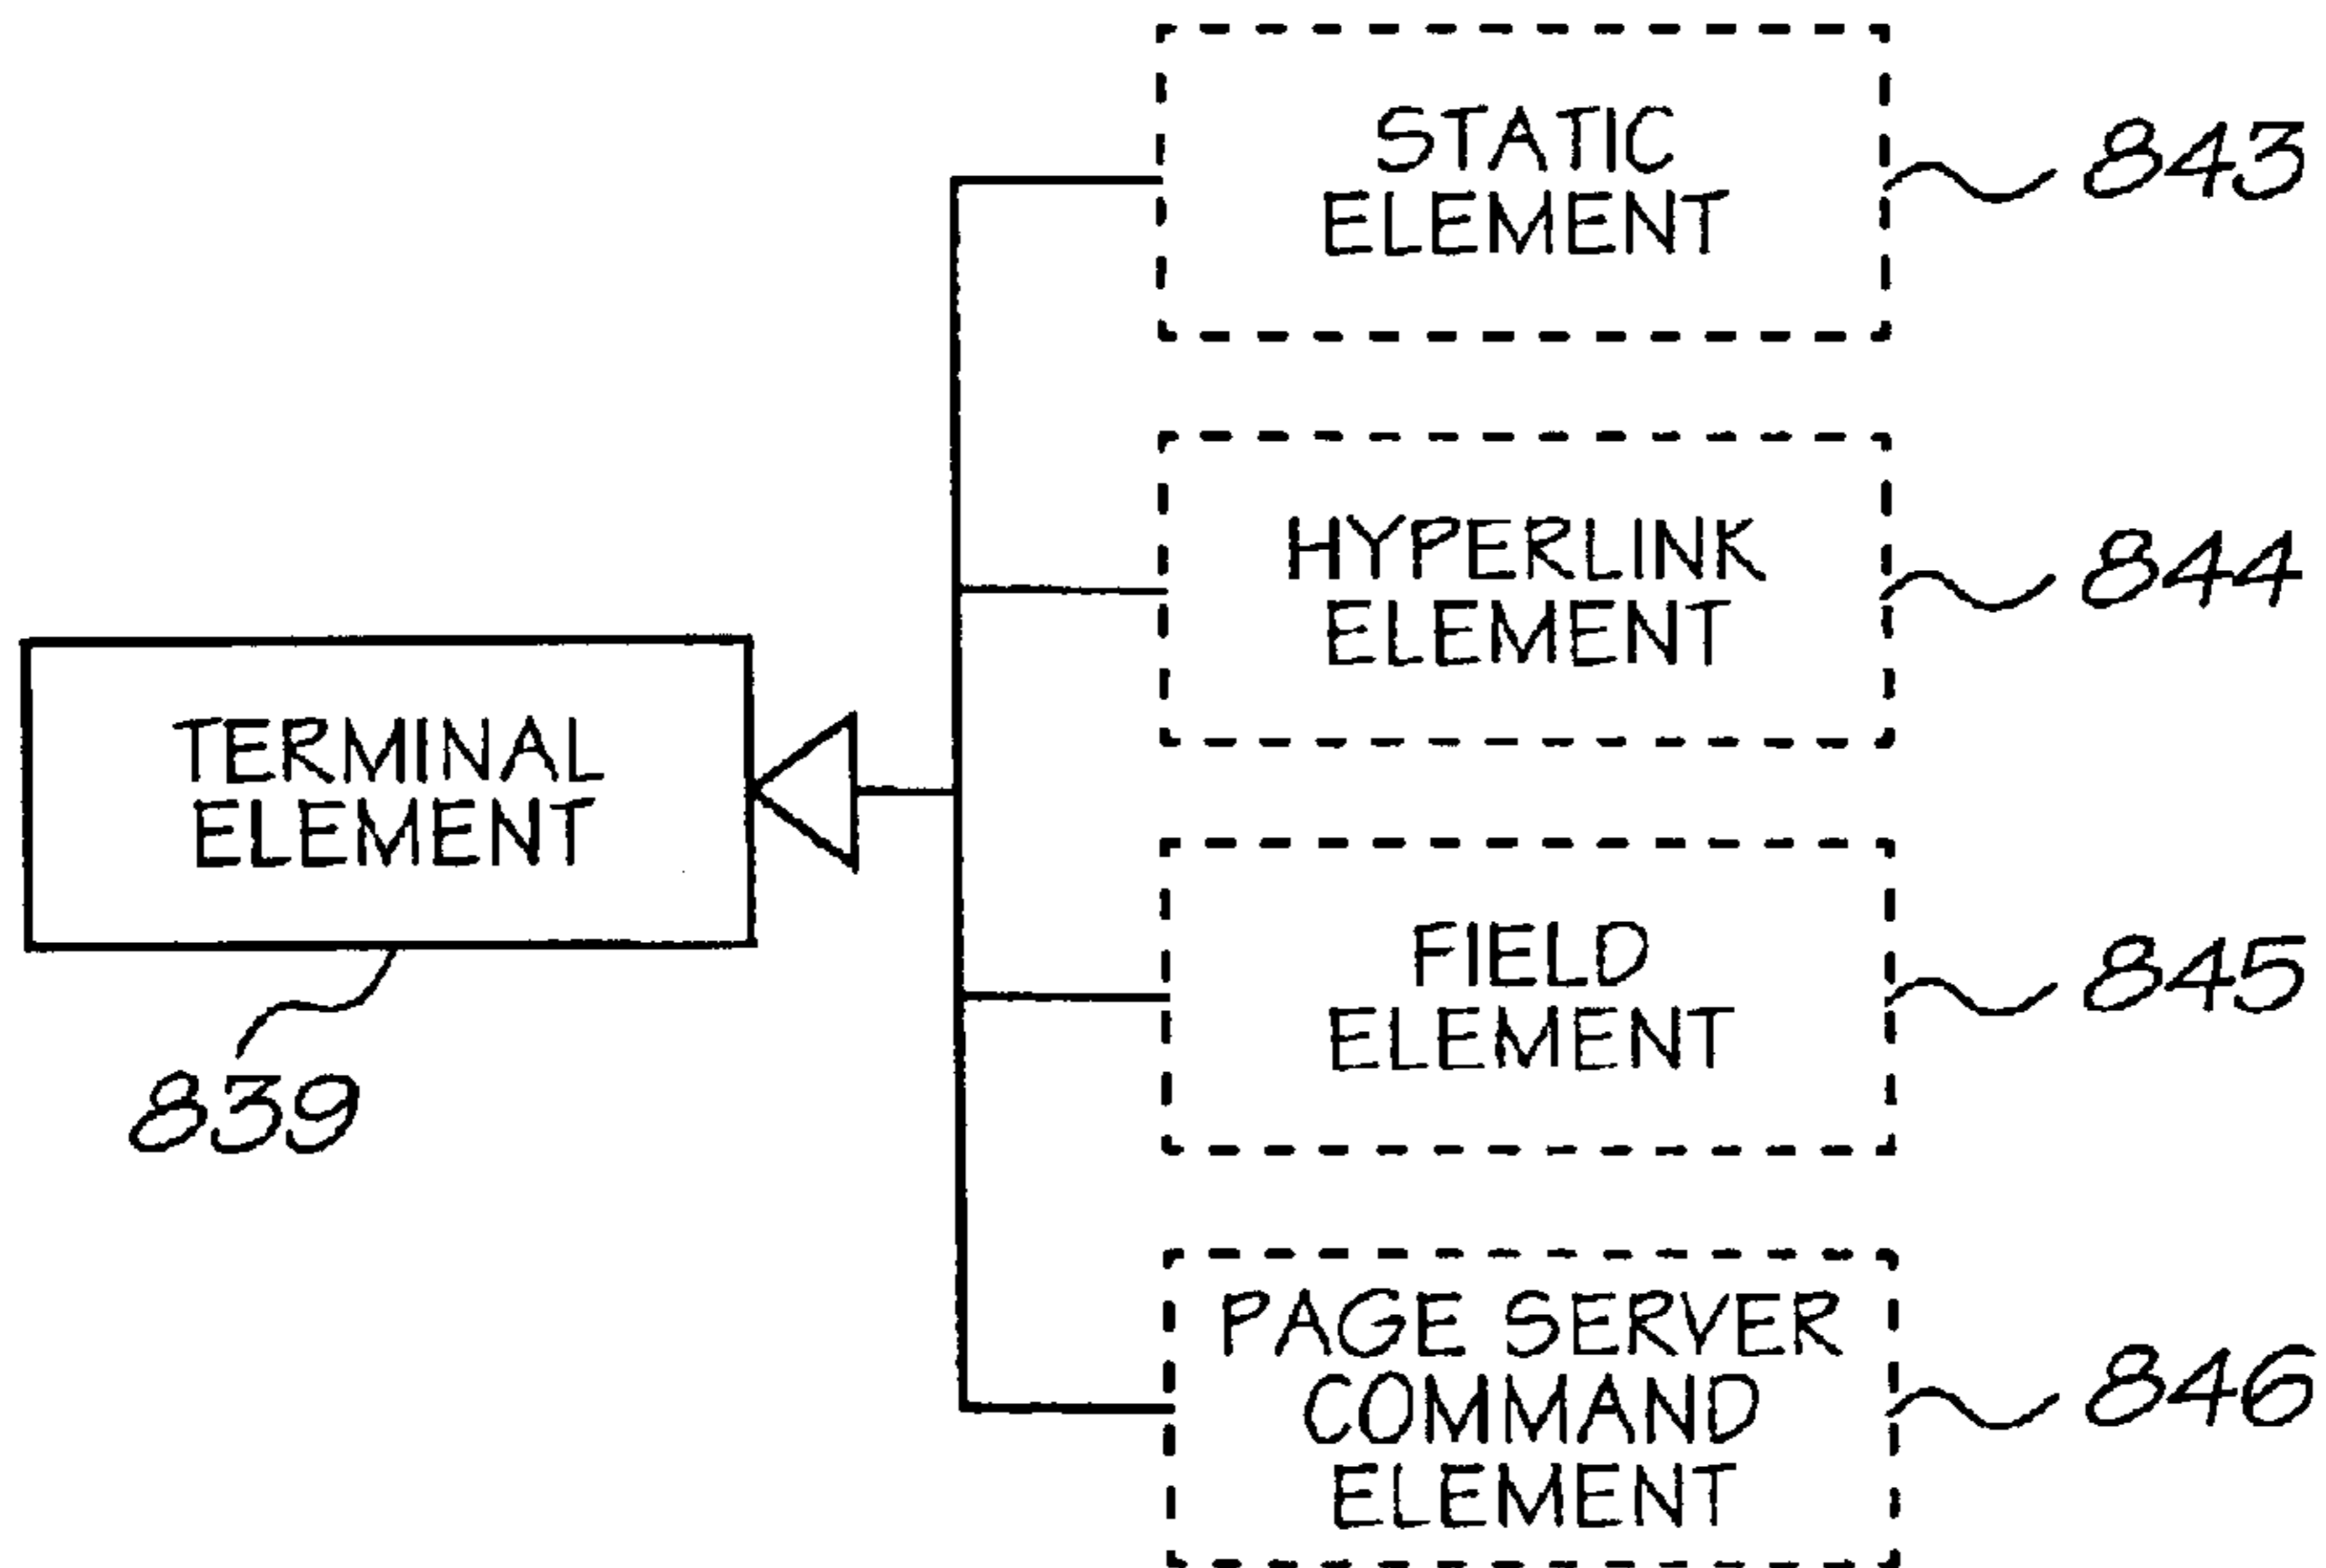 STATIC
ELEMENT
843
HYPERLINK
ELEMENT
844
TERMINAL
ELEMENT
839
FIELD
ELEMENT
845
PAGE SERVER
COMMAND
ELEMENT
846